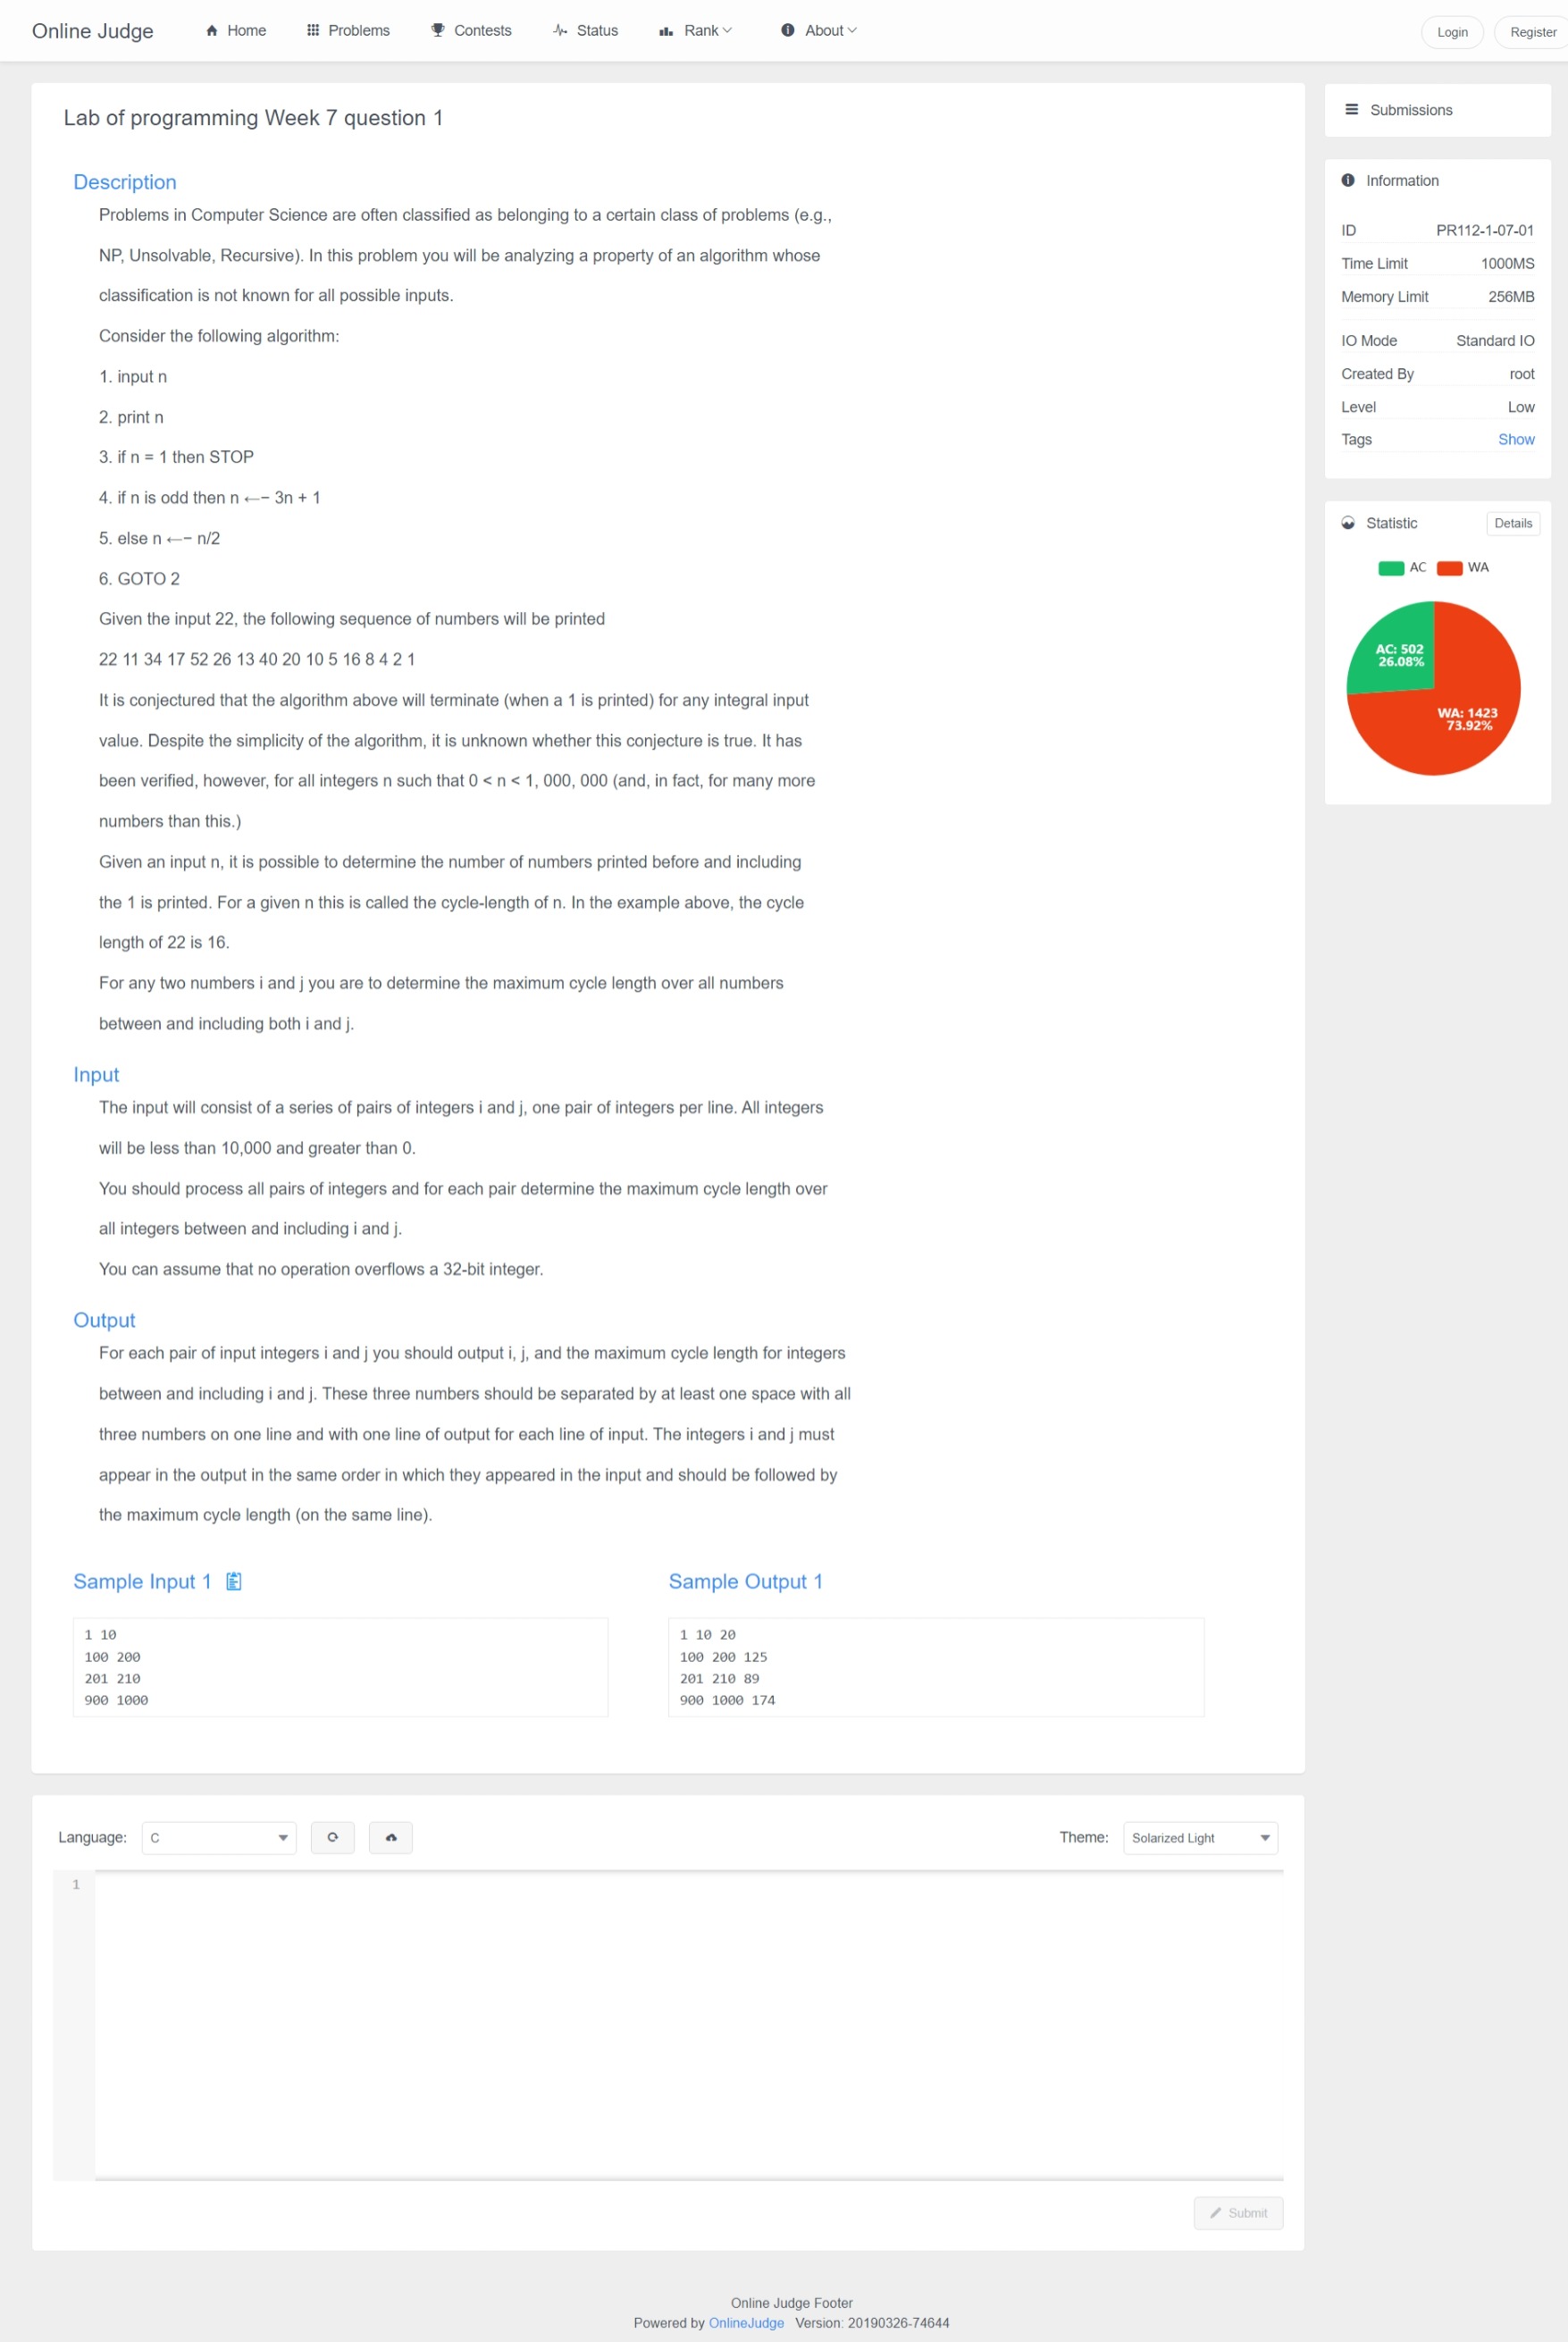 Online Judge
Home
Problems
Contests
Status
Rank
About
Login
Register
Lab of programming Week 7 question 1
Description
Problems in Computer Science are often classified as belonging to a certain class of problems (e.g.,
NP, Unsolvable, Recursive). In this problem you will be analyzing a property of an algorithm whose
classification is not known for all possible inputs.
Consider the following algorithm:
1. input n
2. print n
3. if n = 1 then STOP
4. if n is odd then n ←− 3n + 1
5. else n ←− n/2
6. GOTO 2
Given the input 22, the following sequence of numbers will be printed
22 11 34 17 52 26 13 40 20 10 5 16 8 4 2 1
It is conjectured that the algorithm above will terminate (when a 1 is printed) for any integral input
value. Despite the simplicity of the algorithm, it is unknown whether this conjecture is true. It has
been verified, however, for all integers n such that 0 < n < 1, 000, 000 (and, in fact, for many more
numbers than this.)
Given an input n, it is possible to determine the number of numbers printed before and including
the 1 is printed. For a given n this is called the cycle-length of n. In the example above, the cycle
length of 22 is 16.
For any two numbers i and j you are to determine the maximum cycle length over all numbers
between and including both i and j.
Input
The input will consist of a series of pairs of integers i and j, one pair of integers per line. All integers
will be less than 10,000 and greater than 0.
You should process all pairs of integers and for each pair determine the maximum cycle length over
all integers between and including i and j.
You can assume that no operation overflows a 32-bit integer.
Output
For each pair of input integers i and j you should output i, j, and the maximum cycle length for integers
between and including i and j. These three numbers should be separated by at least one space with all
three numbers on one line and with one line of output for each line of input. The integers i and j must
appear in the output in the same order in which they appeared in the input and should be followed by
the maximum cycle length (on the same line).
Sample Input 1
1 10
100 200
201 210
900 1000
Sample Output 1
1 10 20
100 200 125
201 210 89
900 1000 174
Language:
C
Theme:
Solarized Light
1
Submit
Submissions
Information
ID PR112-1-07-01
Time Limit 1000MS
Memory Limit 256MB
IO Mode Standard IO
Created By root
Level Low
Tags Show
Statistic
Details
AC WA
AC: 502
26.08%
WA: 1423
73.92%
Online Judge Footer
Powered by OnlineJudge Version: 20190326-74644